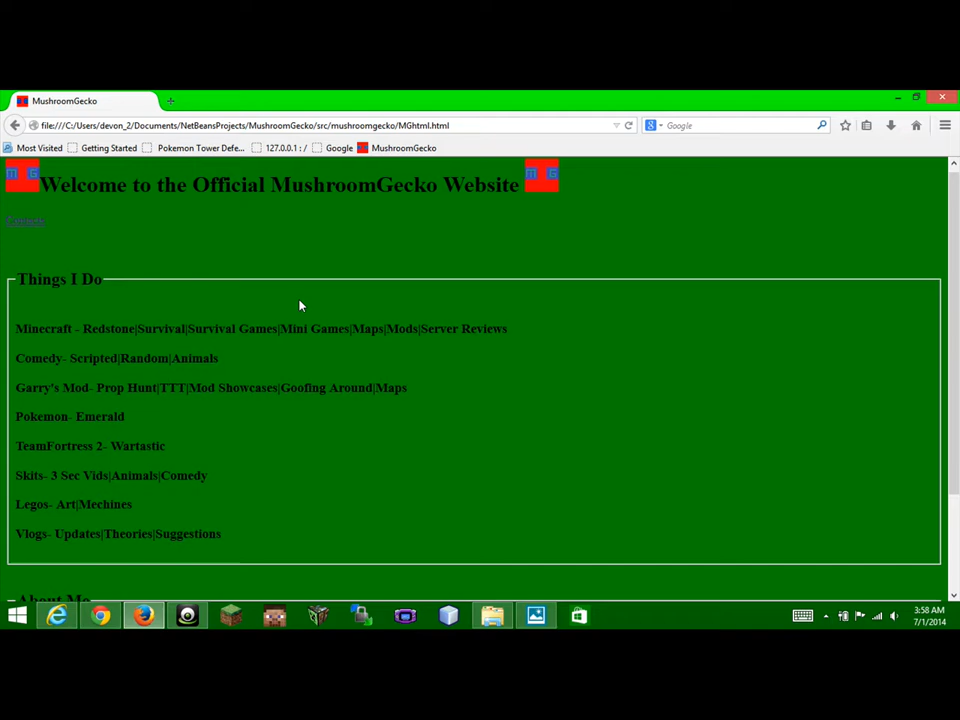 MushroomGecko
file:///C:/Users/devon_2/Documents/NetBeansProjects/MushroomGecko/src/mushroomgecko/MGhtml.html
Google
Most Visited Getting Started Pokemon Tower Defe... 127.0.0.1 :/ Google MushroomGecko
M G Welcome to the Official MushroomGecko Website M G
Things I Do
Minecraft - Redstone|Survival|Survival Games|Mini Games|Maps|Mods|Server Reviews
Comedy- Scripted|Random|Animals
Garry's Mod- Prop Hunt|TTT|Mod Showcases|Goofing Around|Maps
Pokemon- Emerald
TeamFortress 2- Wartastic
Skits- 3 Sec Vids|Animals|Comedy
Legos- Art|Mechines
Vlogs- Updates|Theories|Suggestions
About Me
3:58 AM
7/1/2014